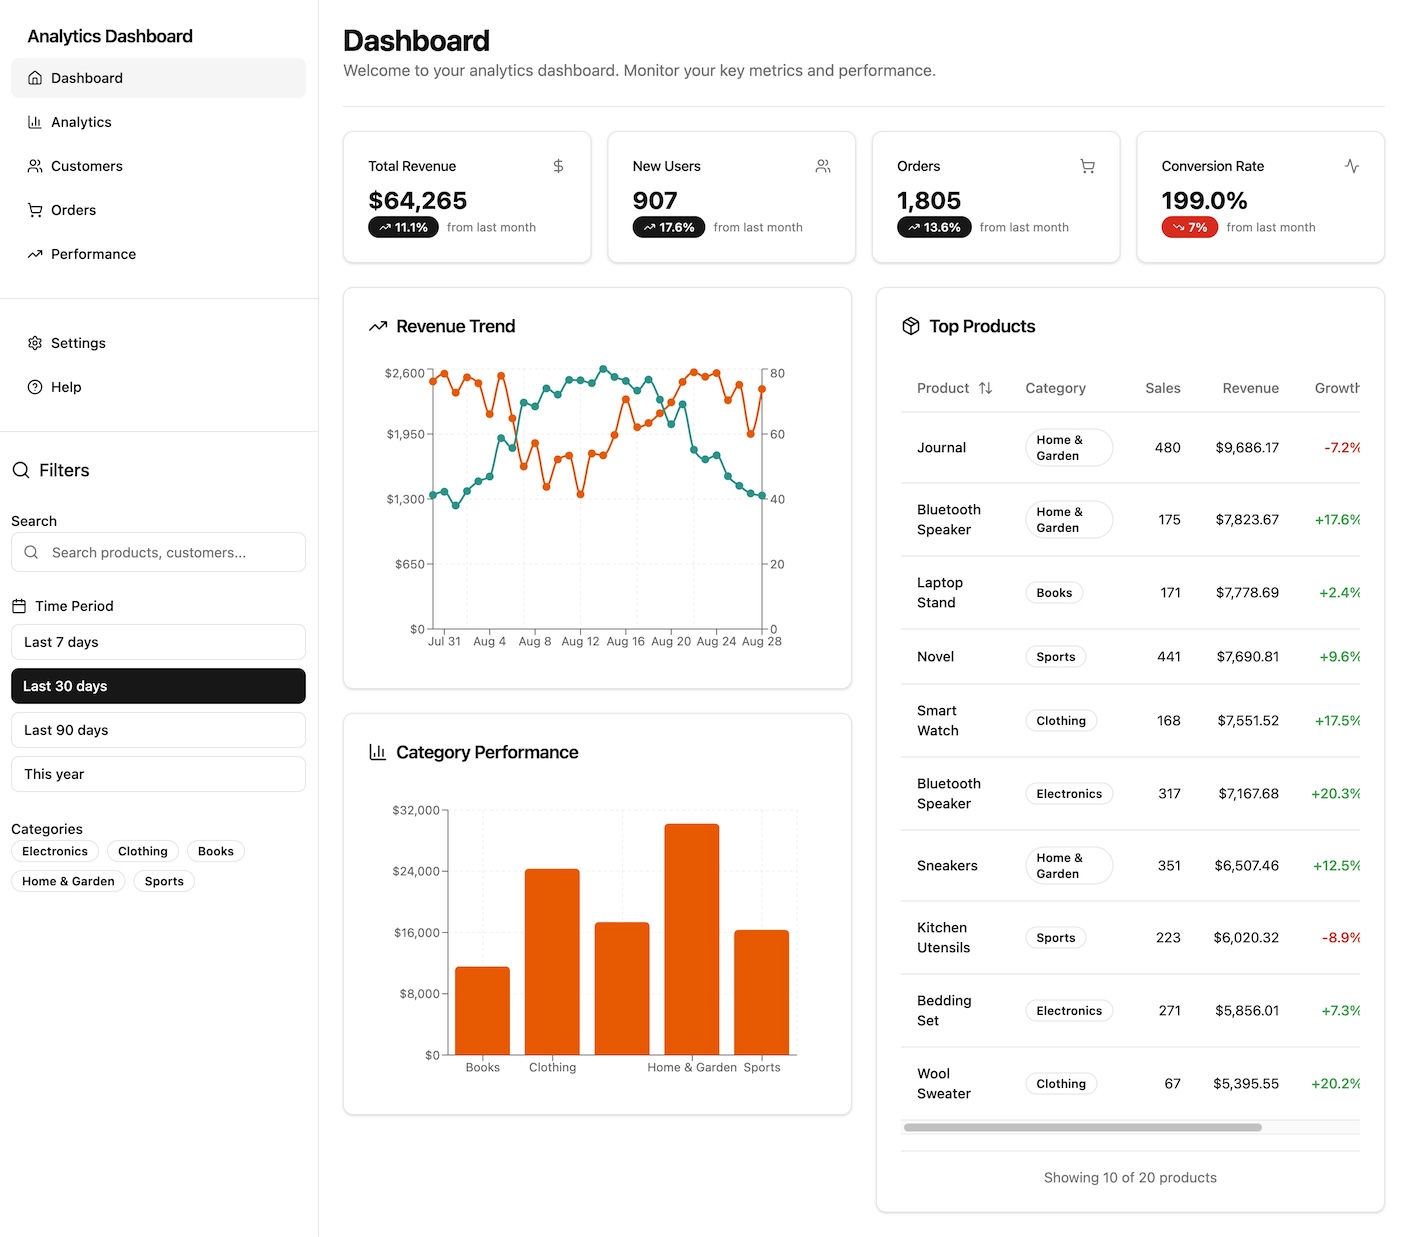 Analytics Dashboard
Dashboard
Analytics
Customers
Orders
Performance
Settings
Help
Filters
Search
Search products, customers...
Time Period
Last 7 days
Last 30 days
Last 90 days
This year
Categories
Electronics Clothing Books
Home & Garden Sports
Dashboard
Welcome to your analytics dashboard. Monitor your key metrics and performance.
Total Revenue $
$64,265
11.1% from last month
New Users
907
17.6% from last month
Orders
1,805
13.6% from last month
Conversion Rate
199.0%
7% from last month
Revenue Trend
$2,600 80
$1,950 60
$1,300 40
$650 20
$0 0
Jul 31 Aug 4 Aug 8 Aug 12 Aug 16 Aug 20 Aug 24 Aug 28
Category Performance
$32,000
$24,000
$16,000
$8,000
$0
Books Clothing Home & Garden Sports
Top Products
Product Category Sales Revenue Growth
Journal Home & Garden 480 $9,686.17 -7.2%
Bluetooth Speaker Home & Garden 175 $7,823.67 +17.6%
Laptop Stand Books 171 $7,778.69 +2.4%
Novel Sports 441 $7,690.81 +9.6%
Smart Watch Clothing 168 $7,551.52 +17.5%
Bluetooth Speaker Electronics 317 $7,167.68 +20.3%
Sneakers Home & Garden 351 $6,507.46 +12.5%
Kitchen Utensils Sports 223 $6,020.32 -8.9%
Bedding Set Electronics 271 $5,856.01 +7.3%
Wool Sweater Clothing 67 $5,395.55 +20.2%
Showing 10 of 20 products